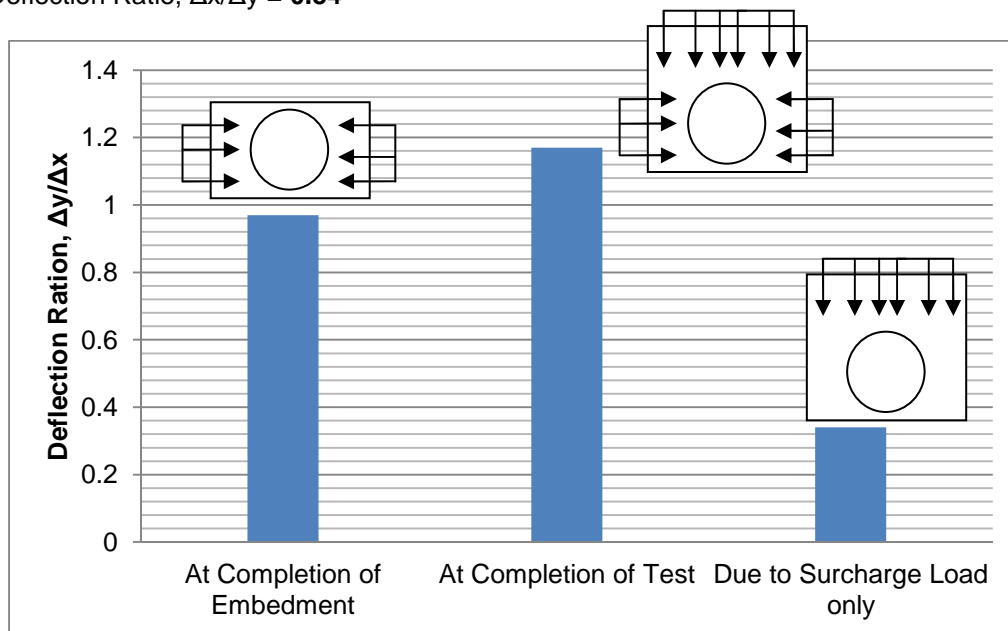 Deflection Ratio, Δx/Δy = 0.34
1.4
1.2
1
0.8
0.6
0.4
0.2
0
Deflection Ration, Δy/Δx
At Completion of
Embedment
At Completion of Test
Due to Surcharge Load
only